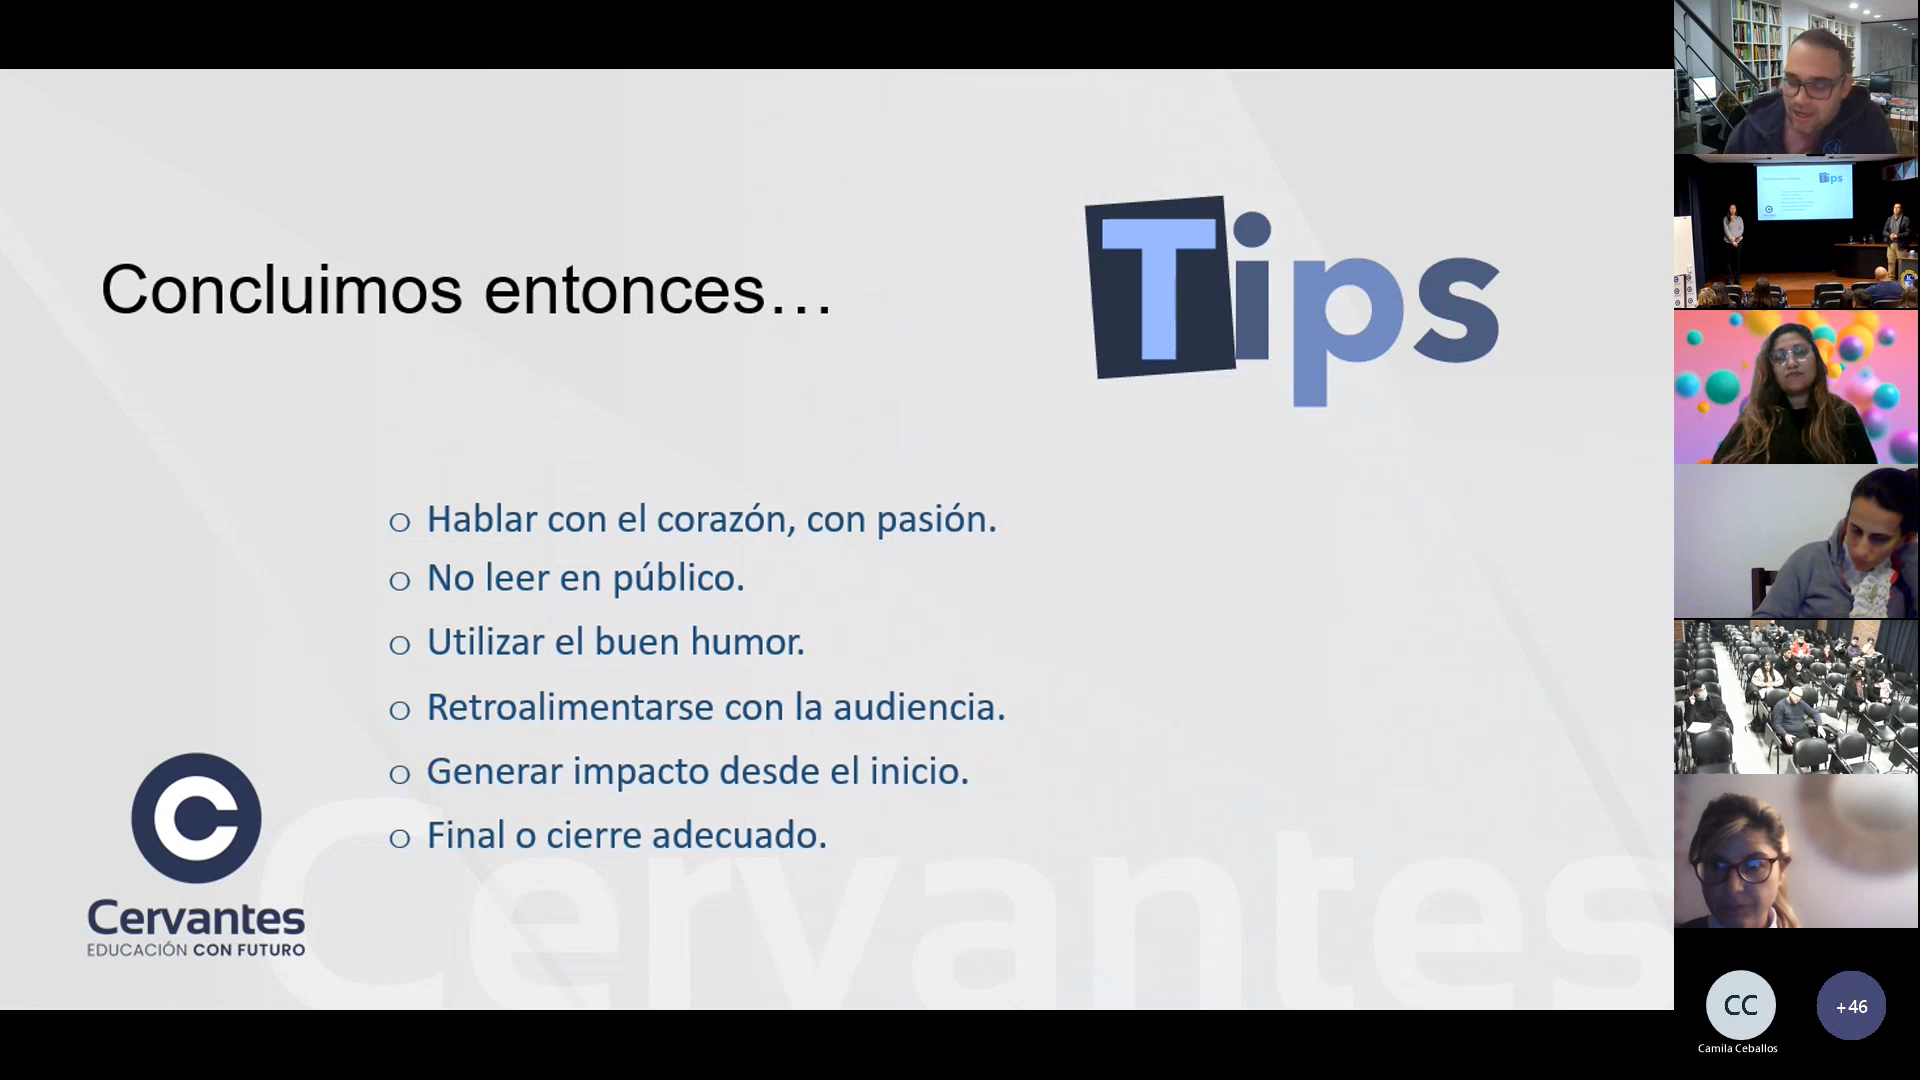 Concluimos entonces…
Tips
o Hablar con el corazón, con pasión.
o No leer en público.
o Utilizar el buen humor.
o Retroalimentarse con la audiencia.
o Generar impacto desde el inicio.
o Final o cierre adecuado.
C
Cervantes
EDUCACIÓN CON FUTURO
Cervantes
Tips
CC
+46
Camila Ceballos